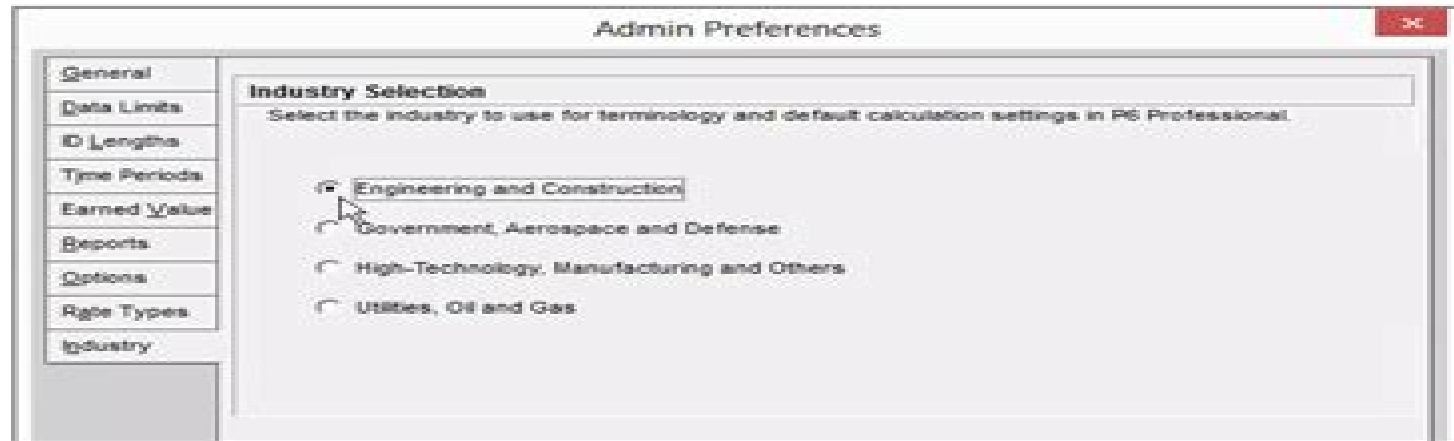 Admin Preferences
General
Data Limits
ID Lengths
Time Periods
Earned Value
Reports
Options
Rate Types
Industry
Industry Selection
Select the industry to use for terminology and default calculation settings in P6 Professional.
Engineering and Construction
Government, Aerospace and Defense
High-Technology, Manufacturing and Others
Utilities, Oil and Gas